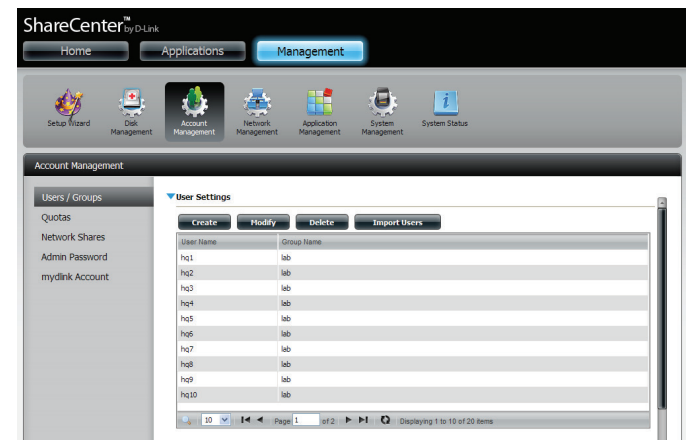 ShareCenter™ by D-Link
Home Applications Management
Setup Wizard Disk Management Account Management Network Management Application Management System Management System Status
Account Management
Users / Groups
Quotas
Network Shares
Admin Password
mydlink Account
User Settings
Create Modify Delete Import Users
User Name Group Name
hq1 lab
hq2 lab
hq3 lab
hq4 lab
hq5 lab
hq6 lab
hq7 lab
hq8 lab
hq9 lab
hq10 lab
10 Page 1 of 2 Displaying 1 to 10 of 20 items